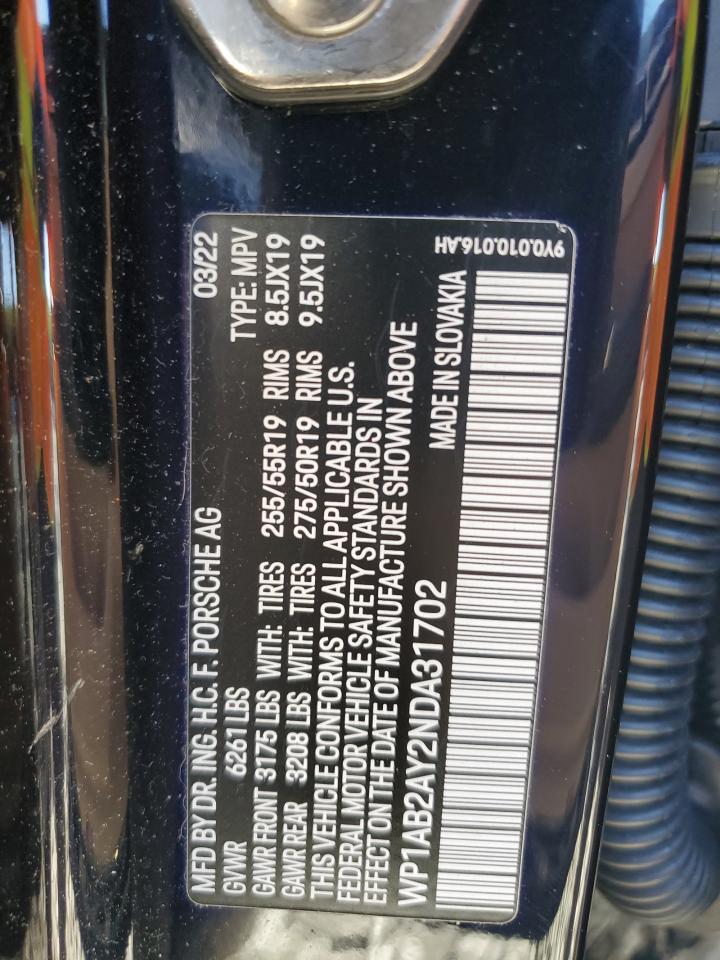 MFD BY DR. ING. H.C. F. PORSCHE AG 03/22
GVWR 6261 LBS TYPE: MPV
GAWR FRONT 3175 LBS WITH: TIRES 255/55R19 RIMS 8.5JX19
GAWR REAR 3208 LBS WITH: TIRES 275/50R19 RIMS 9.5JX19
THIS VEHICLE CONFORMS TO ALL APPLICABLE U.S.
FEDERAL MOTOR VEHICLE SAFETY STANDARDS IN
EFFECT ON THE DATE OF MANUFACTURE SHOWN ABOVE
WP1AB2AY2NDA31702
MADE IN SLOVAKIA
9Y0.010.016.AH